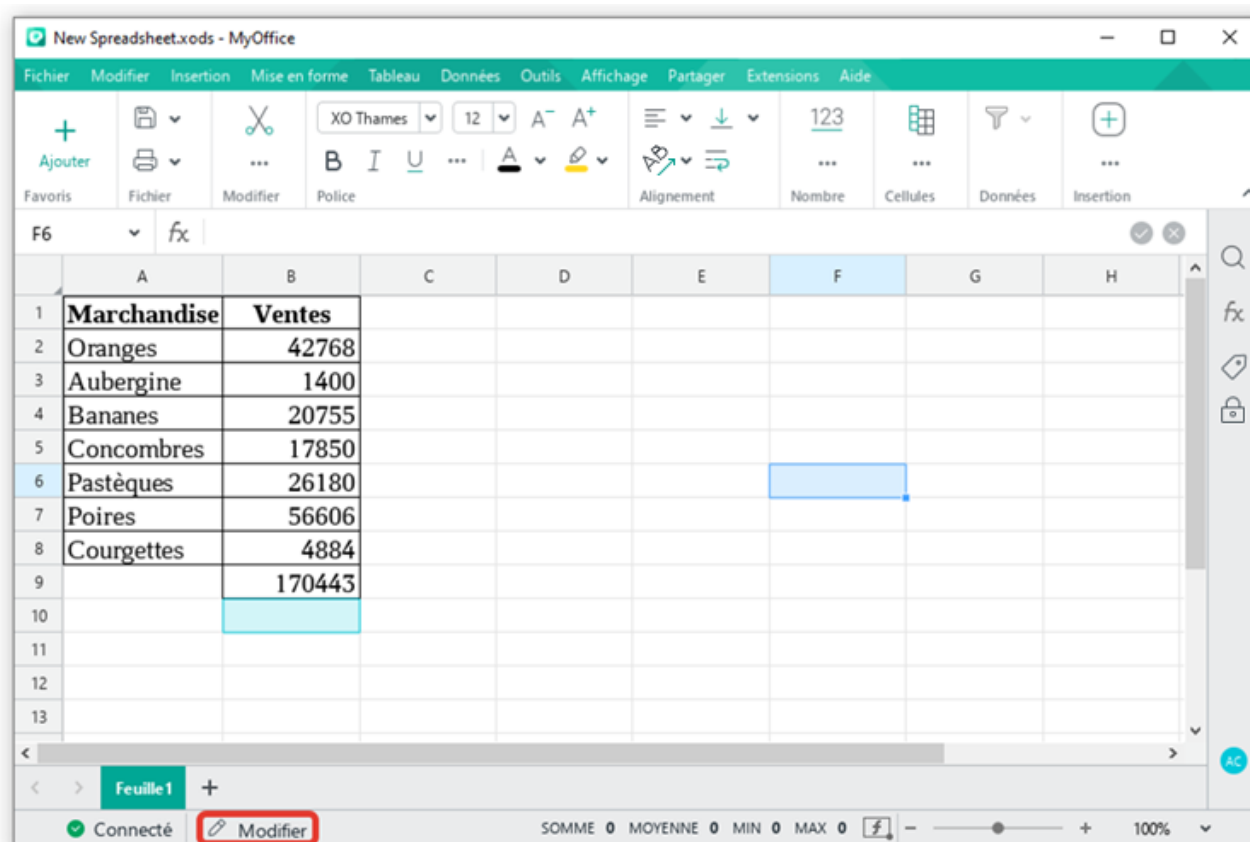 New Spreadsheet.xods - MyOffice
Fichier Modifier Insertion Mise en forme Tableau Données Outils Affichage Partager Extensions Aide
XO Thames 12 A⁻ A⁺ 123
Ajouter B I U ... A ... ... ... ...
Favoris Fichier Modifier Police Alignement Nombre Cellules Données Insertion
F6 fx
A B C D E F G H
1 Marchandise Ventes
fx
2 Oranges 42768
3 Aubergine 1400
4 Bananes 20755
5 Concombres 17850
6 Pastèques 26180
7 Poires 56606
8 Courgettes 4884
9 170443
10
11
12
13
AC
Feuille1 +
Connecté Modifier SOMME 0 MOYENNE 0 MIN 0 MAX 0 f - + 100%